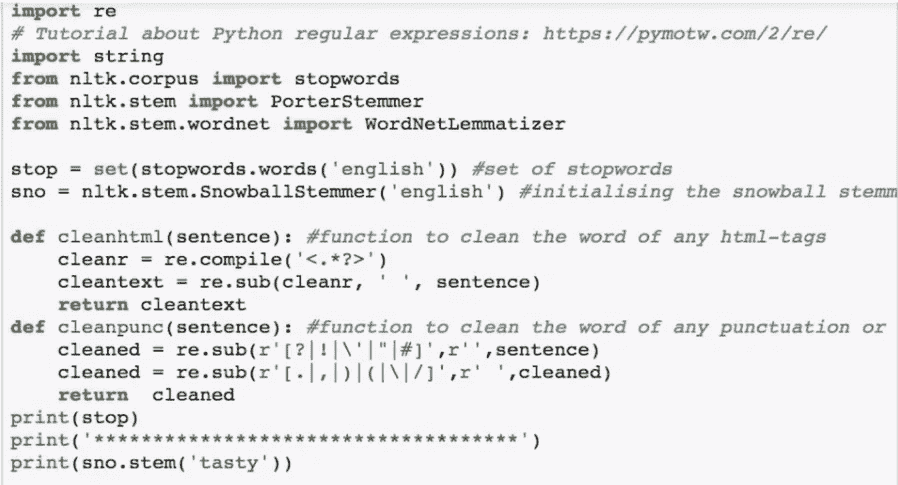 import re
# Tutorial about Python regular expressions: https://pymotw.com/2/re/
import string
from nltk.corpus import stopwords
from nltk.stem import PorterStemmer
from nltk.stem.wordnet import WordNetLemmatizer

stop = set(stopwords.words('english')) #set of stopwords
sno = nltk.stem.SnowballStemmer('english') #initialising the snowball stemm

def cleanhtml(sentence): #function to clean the word of any html-tags
    cleanr = re.compile('<.*?>')
    cleantext = re.sub(cleanr, ' ', sentence)
    return cleantext
def cleanpunc(sentence): #function to clean the word of any punctuation or
    cleaned = re.sub(r'[?|!|\'|"|#]',r'',sentence)
    cleaned = re.sub(r'[.|,|)|(|\|/]',r' ',cleaned)
    return  cleaned
print(stop)
print('************************************')
print(sno.stem('tasty'))